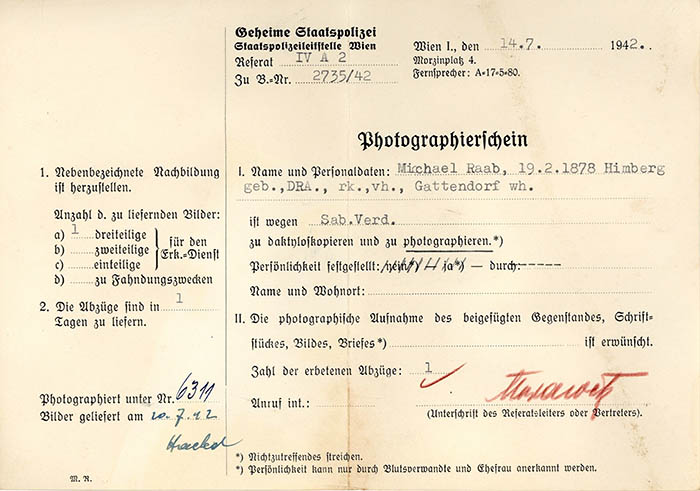 Geheime Staatspolizei
Staatspolizeileitstelle Wien
Referat IV A 2
Zu B.-Nr. 2735/42
Wien I., den 14.7. 1942.
Morzinplatz 4.
Fernsprecher: A-17-5-80.
Photographierschein
1. Nebenbezeichnete Nachbildung
ist herzustellen.
Anzahl d. zu liefernden Bilder:
a) 1 dreiteilige
b) zweiteilige
c) einteilige
für den
Erk.-Dienst
d) zu Fahndungszwecken
2. Die Abzüge sind in 1
Tagen zu liefern.
Photographiert unter Nr. 6311
Bilder geliefert am 20.7.42
M. R.
I. Name und Personaldaten: Michael Raab, 19.2.1878 Himberg
geb., DRA., rk., vh., Gattendorf wh.
ist wegen Sab.Verd.
zu daktyloskopieren und zu photographieren.*)
Persönlichkeit festgestellt: nein*) ja*) — durch:-----
Name und Wohnort:
II. Die photographische Aufnahme des beigefügten Gegenstandes, Schrift-
stückes, Bildes, Briefes*) ist erwünscht.
Zahl der erbetenen Abzüge: 1
Anruf int.:
(Unterschrift des Referatsleiters oder Vertreters).
*) Nichtzutreffendes streichen.
*) Persönlichkeit kann nur durch Blutsverwandte und Ehefrau anerkannt werden.